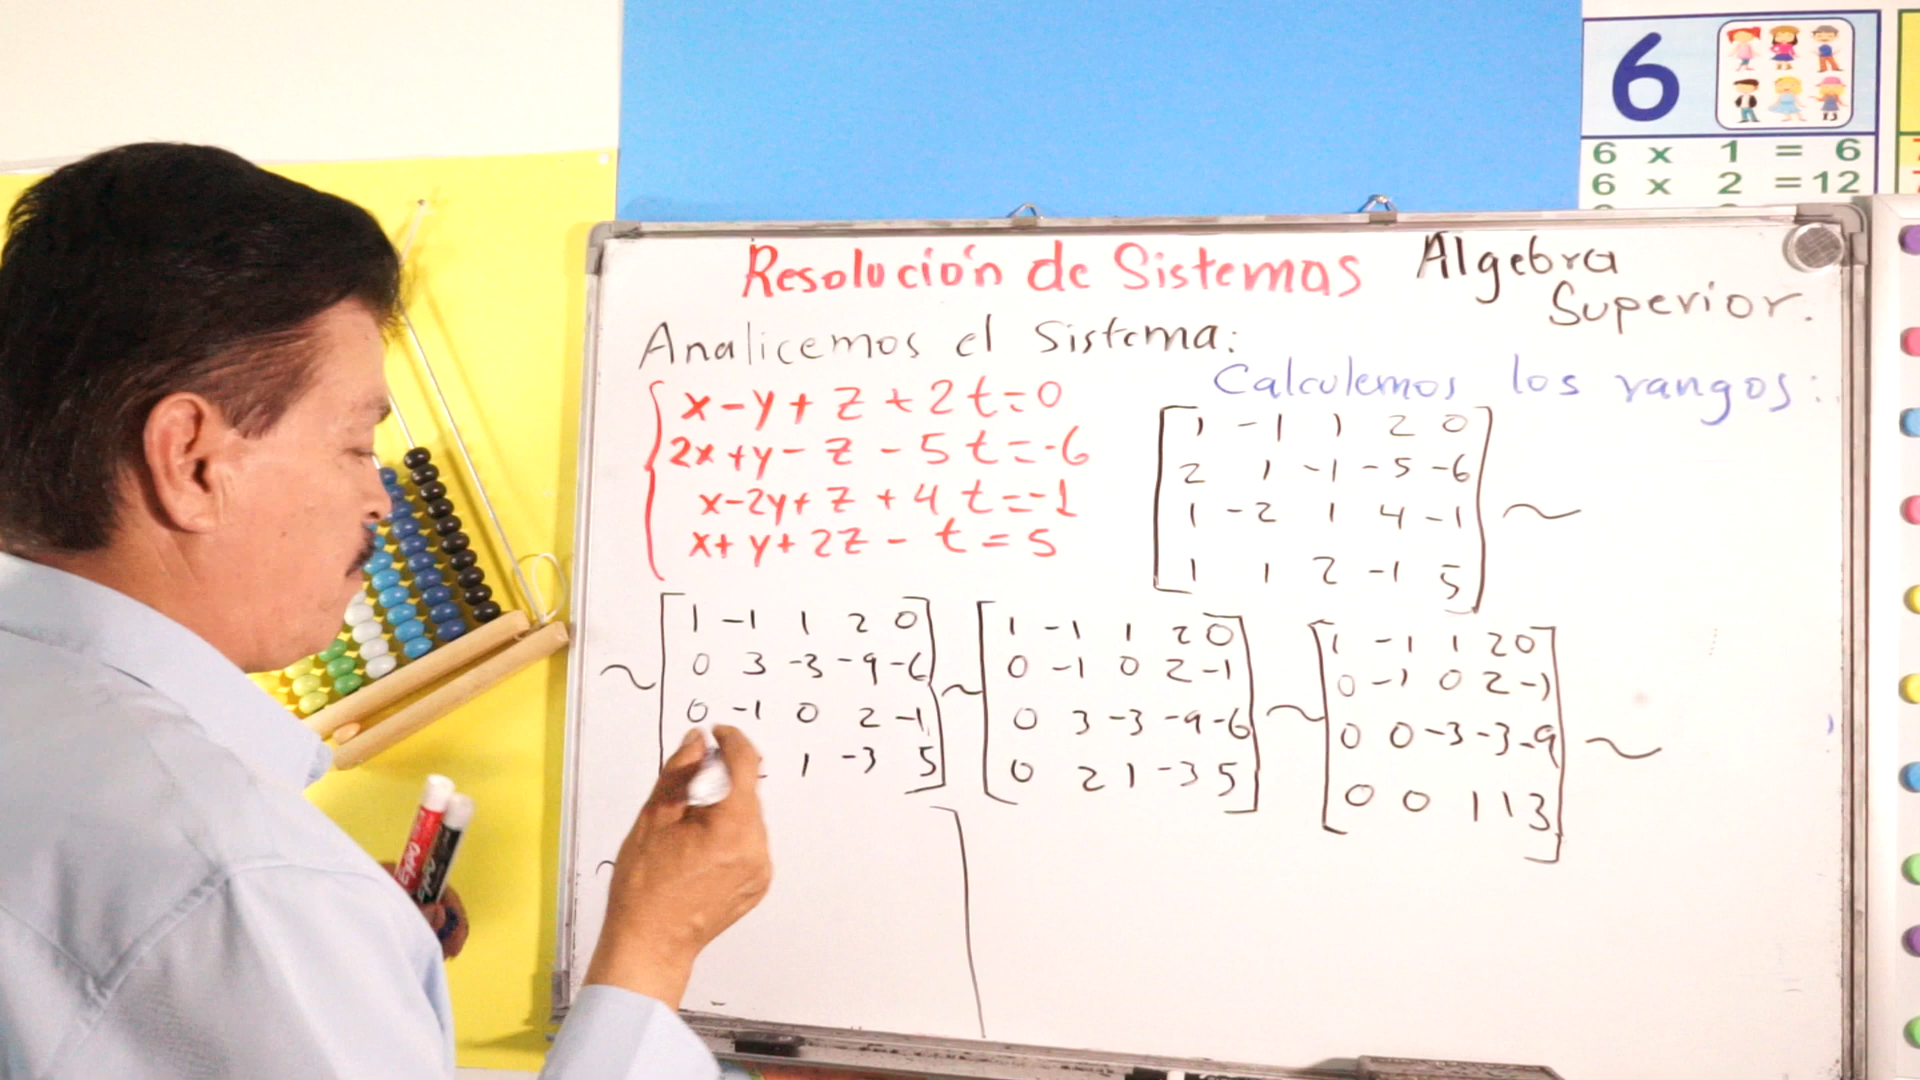 6
13
6 x 1 = 6
6 x 2 = 12
Resolución de Sistemas
Algebra
Superior.
Analicemos el Sistema:
x-y+z+2t=0
2x+y-z-5t=-6
x-2y+z+4t=-1
x+y+2z-t=5
Calculemos los rangos:
1 -1 1 2 0
2 1 -1 -5 -6
1 -2 1 4 -1 ~
1 1 2 -1 5
1 -1 1 2 0
~ 0 3 -3 -9 -6
0 -1 0 2 -1
1 -3 5
1 -1 1 2 0
~ 0 -1 0 2 -1
0 3 -3 -9 -6
0 2 1 -3 5
1 -1 1 2 0
0 -1 0 2 -1
~ 0 0 -3 -3 -9 ~
0 0 1 1 3
~